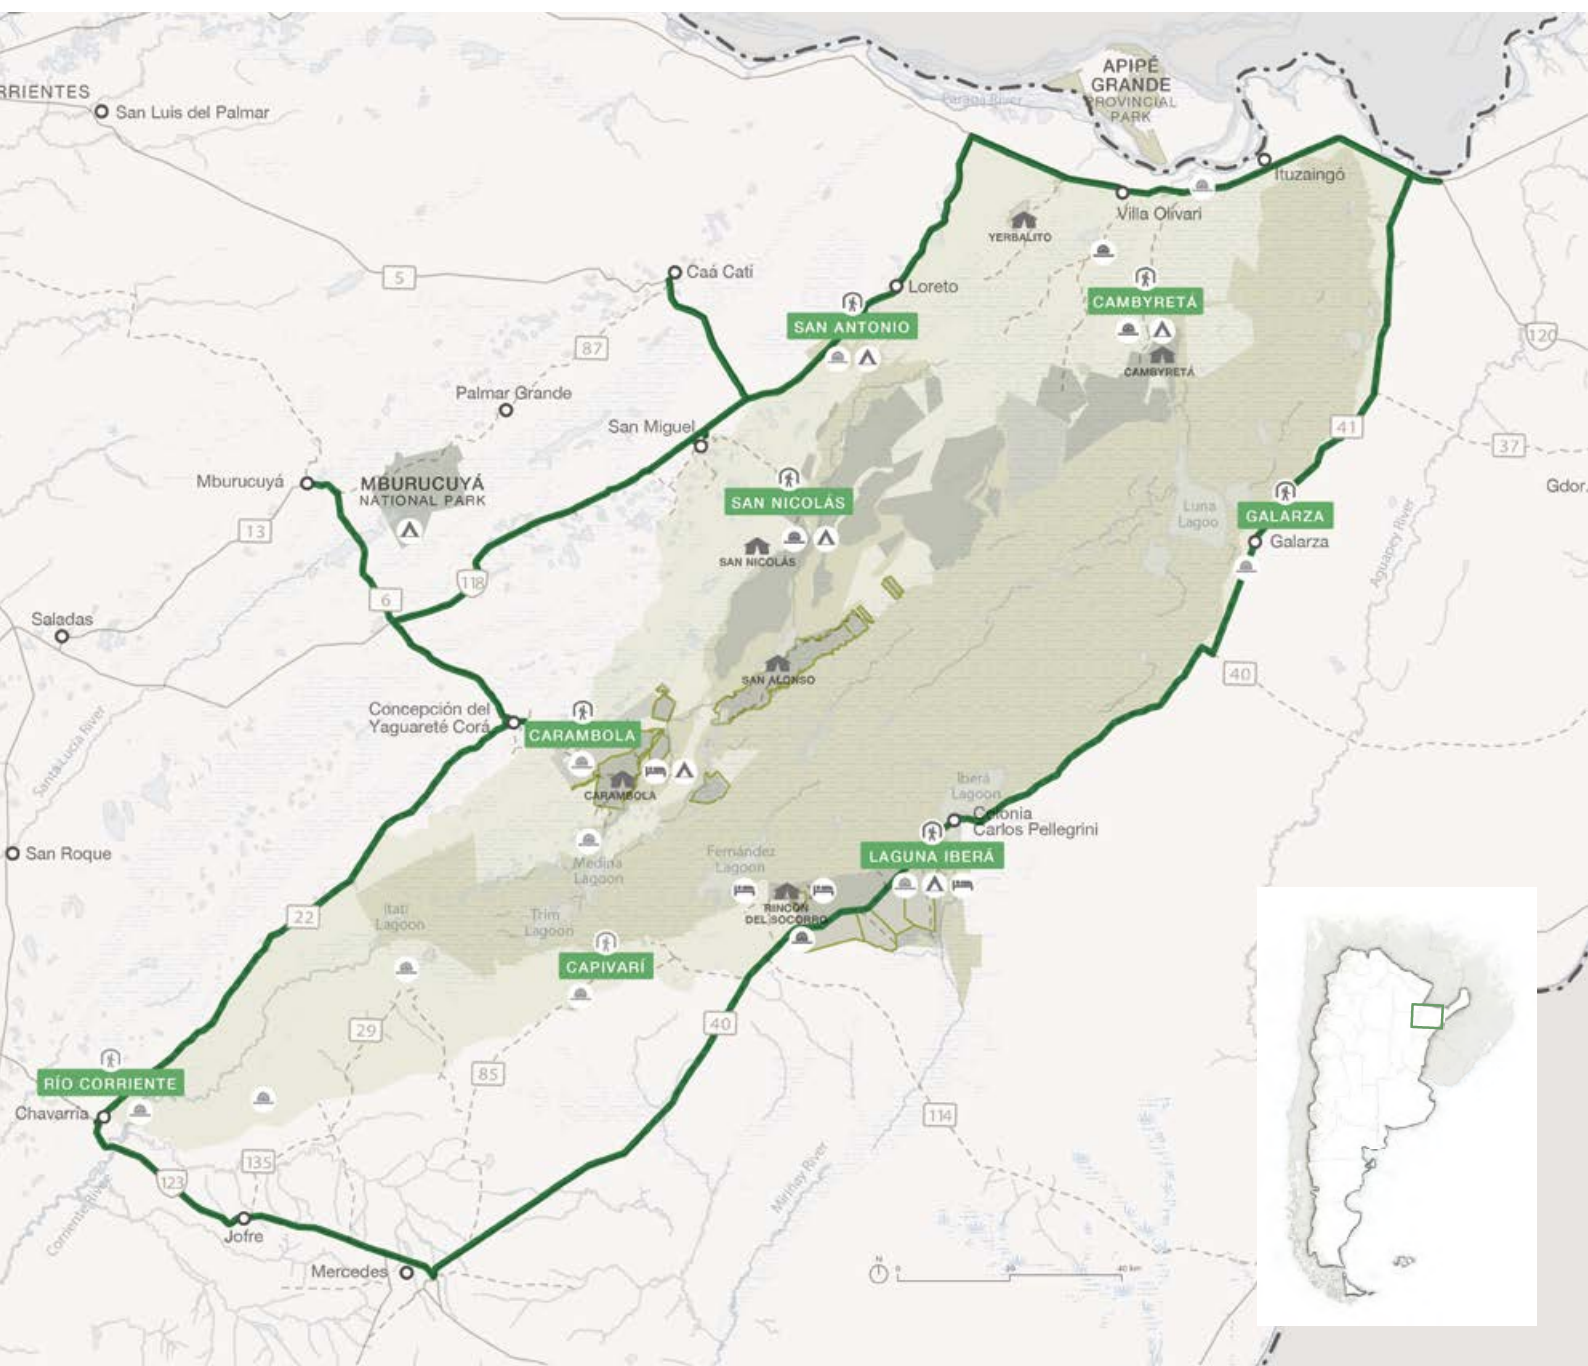 APIPÉ
GRANDE
PROVINCIAL
PARK
RRIENTES
San Luis del Palmar
Paraná River
Ituzaingó
Villa Olivari
YERBALITO
Caá Catí
5
Loreto
CAMBYRETÁ
SAN ANTONIO
120
87
CAMBYRETÁ
Palmar Grande
San Miguel
41
37
Mburucuyá
MBURUCUYÁ
NATIONAL PARK
Gdor.
SAN NICOLÁS
Luna
Lagoo
GALARZA
13
Galarza
Aguapey River
SAN NICOLÁS
118
6
Saladas
SAN ALONSO
40
Concepción del
Yaguareté Corá
CARAMBOLA
Santa Lucía River
CARAMBOLA
Iberá
Lagoon
Colonia
Carlos Pellegrini
San Roque
Medina
Lagoon
Fernández
Lagoon
LAGUNA IBERÁ
22
Itatí
Lagoon
Trim
Lagoon
RINCÓN
DEL SOCORRO
CAPIVARÍ
29
40
85
RÍO CORRIENTE
Chavarría
114
135
123
Miriñay River
Corriente River
Jofre
Mercedes
N
0
20
40 km